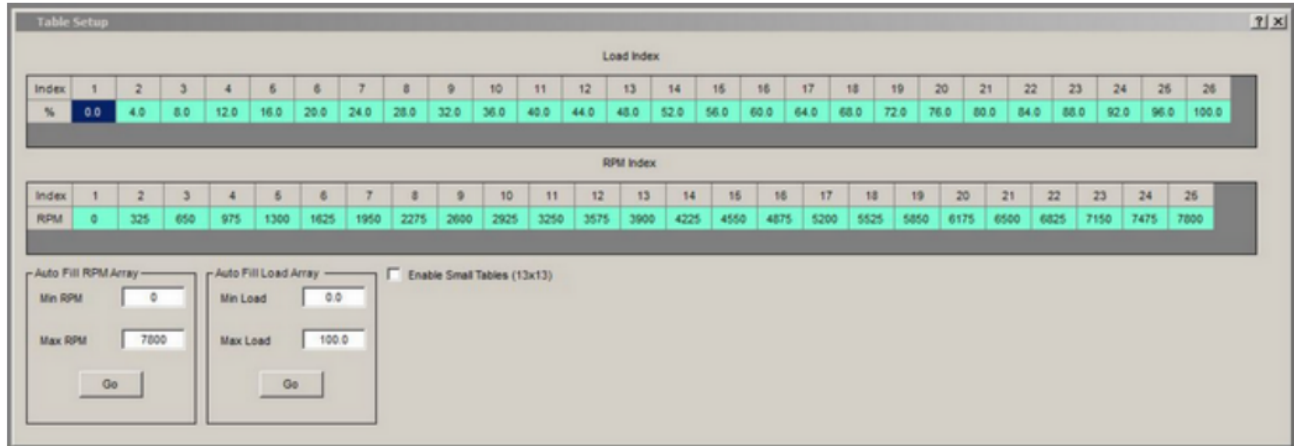 Table Setup ? X
Load Index
Index 1 2 3 4 5 6 7 8 9 10 11 12 13 14 15 16 17 18 19 20 21 22 23 24 25 26
% 0.0 4.0 8.0 12.0 16.0 20.0 24.0 28.0 32.0 36.0 40.0 44.0 48.0 52.0 56.0 60.0 64.0 68.0 72.0 76.0 80.0 84.0 88.0 92.0 96.0 100.0
RPM Index
Index 1 2 3 4 5 6 7 8 9 10 11 12 13 14 15 16 17 18 19 20 21 22 23 24 25
RPM 0 325 650 975 1300 1625 1950 2275 2600 2925 3250 3575 3900 4225 4550 4875 5200 5525 5850 6175 6500 6825 7150 7475 7800
Auto Fill RPM Array Auto Fill Load Array Enable Small Tables (13x13)
Min RPM 0 Min Load 0.0
Max RPM 7800 Max Load 100.0
Go Go